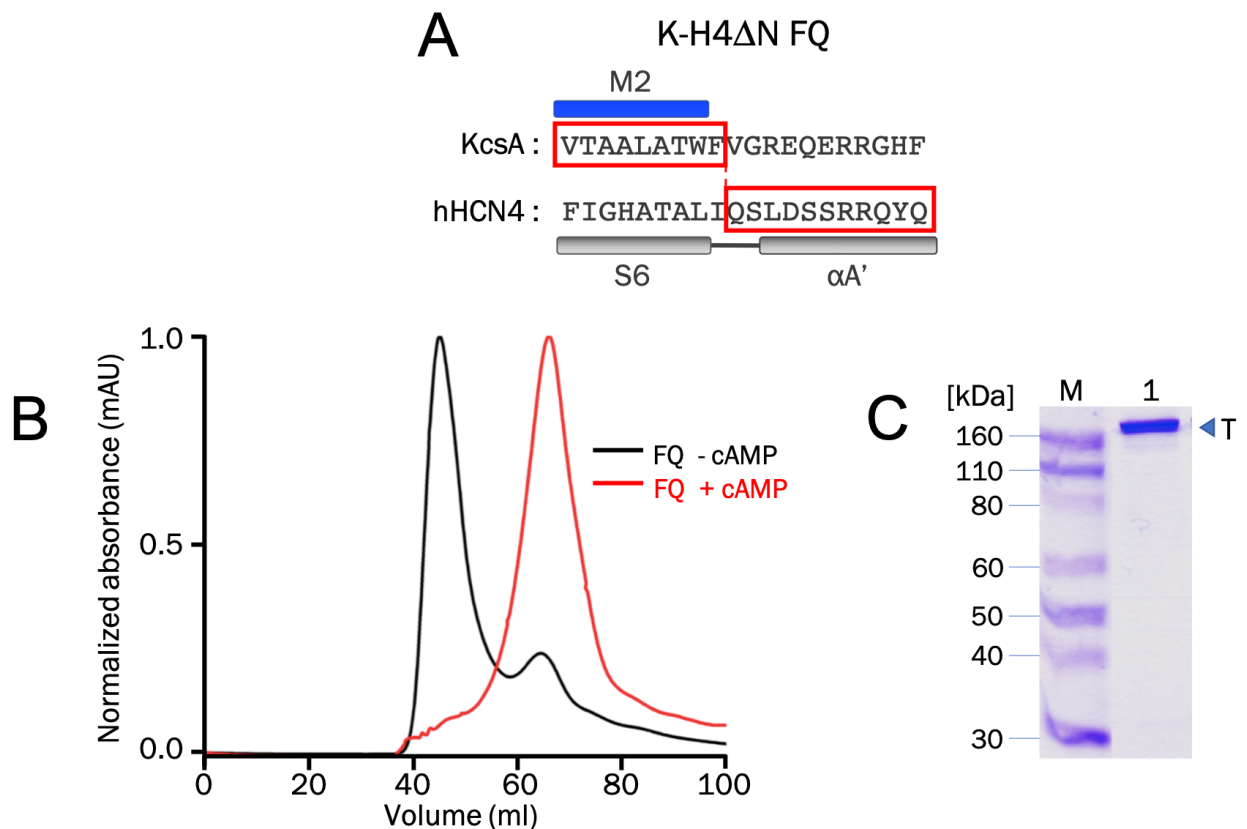 A
K-H4ΔN FQ
M2
KcsA : VTAALATWFVGREQERRGHF
hHCN4 : FIGHATALIQSLDSSRRQYQ
S6 αA’
B
Normalized absorbance (mAU)
1.0
0.5
0.0
FQ - cAMP
FQ + cAMP
0 20 40 60 80 100
Volume (ml)
C
[kDa] M 1
160
110
80
60
50
40
30
T